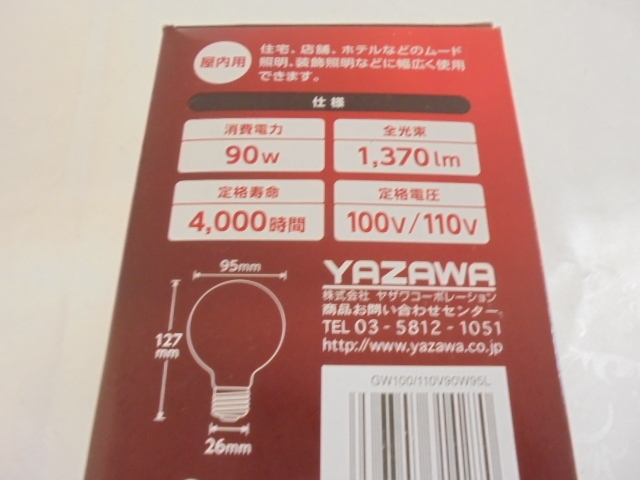 屋内用
住宅、店舗、ホテルなどのムード
照明、装飾照明などに幅広く使用
できます。
仕様
消費電力
90W
全光束
1,370lm
定格寿命
4,000時間
定格電圧
100V/110V
95mm
127
mm
26mm
YAZAWA
株式会社 ヤザワコーポレーション
商品お問い合わせセンター
TEL 03-5812-1051
http://www.yazawa.co.jp
GW100/110V90W95L